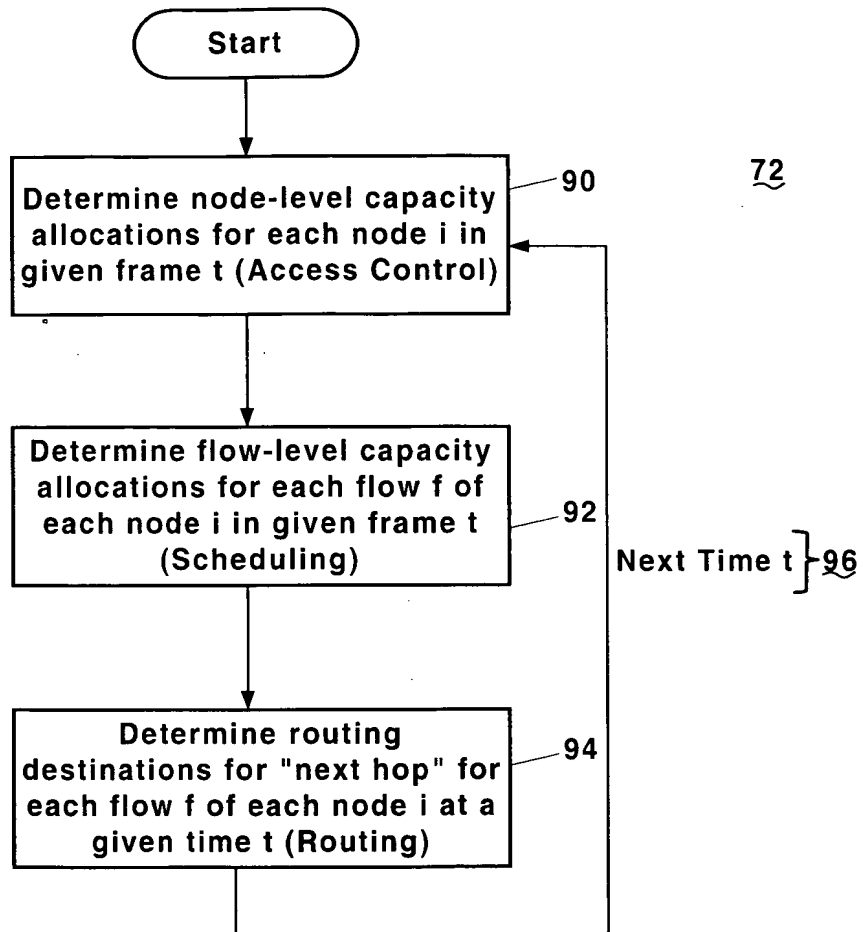 Start
72
90
Determine node-level capacity
allocations for each node i in
given frame t (Access Control)
Determine flow-level capacity
allocations for each flow f of
each node i in given frame t
(Scheduling)
92
Next Time t } 96
Determine routing
destinations for "next hop" for
each flow f of each node i at a
given time t (Routing)
94